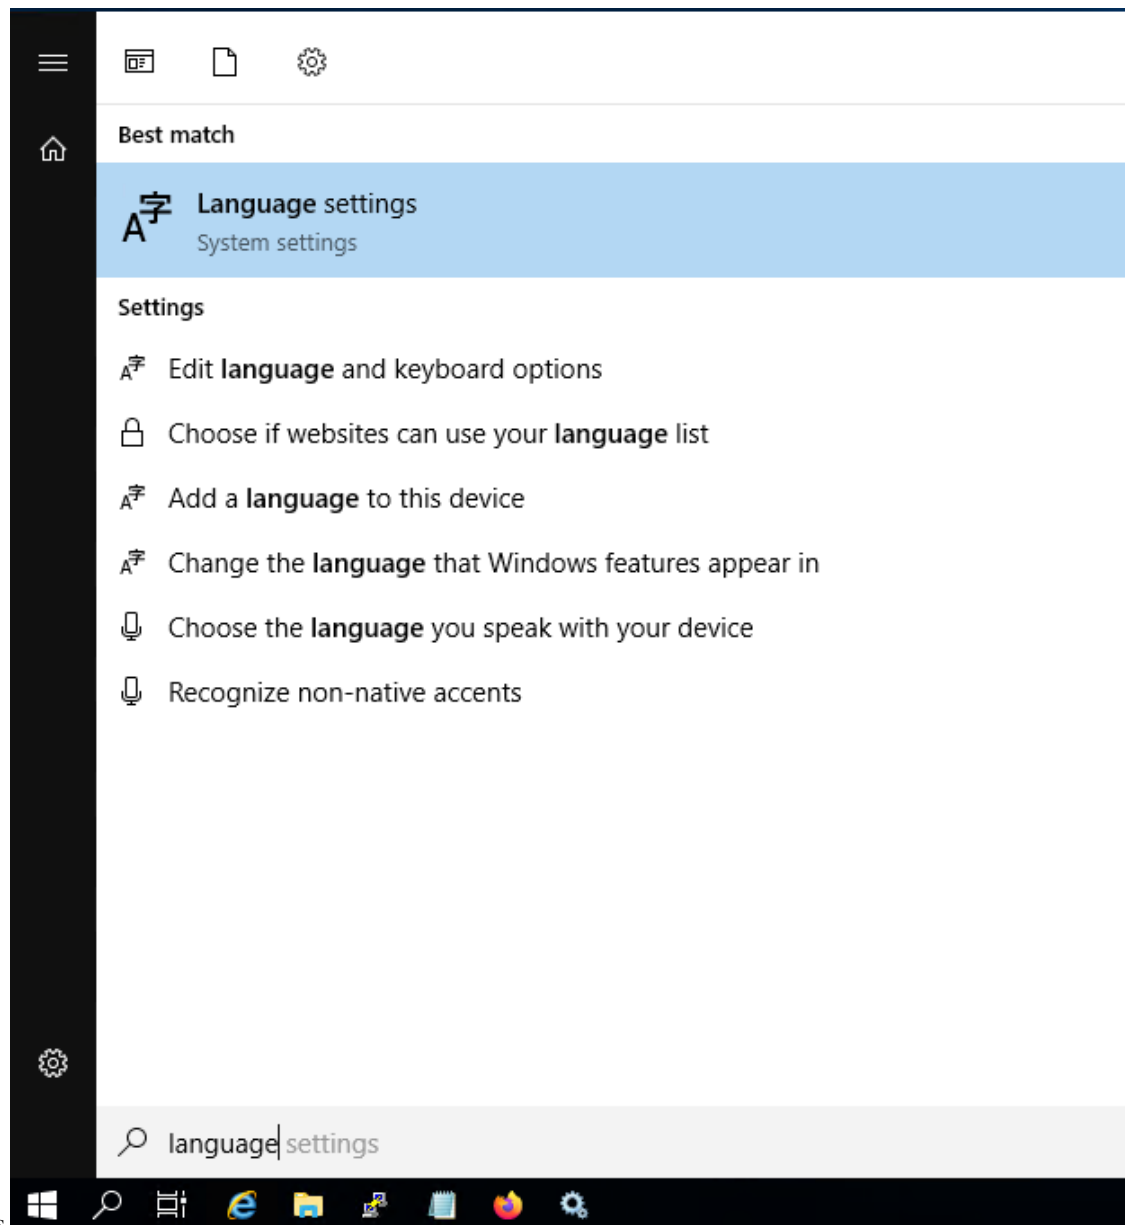 Best match
Language settings
System settings
Settings
Edit language and keyboard options
Choose if websites can use your language list
Add a language to this device
Change the language that Windows features appear in
Choose the language you speak with your device
Recognize non-native accents
language settings